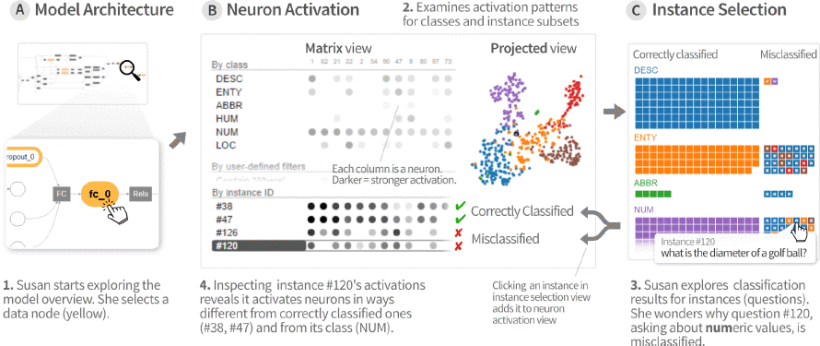 A Model Architecture
ropout_0
FC
fc_0
Relu
1. Susan starts exploring the
model overview. She selects a
data node (yellow).
B Neuron Activation
2. Examines activation patterns
for classes and instance subsets
Matrix view
Projected view
By class
1 62 22 21 2 54 90 47 8 90 97 73
DESC
ENTY
ABBR
HUM
NUM
LOC
Each column is a neuron.
Darker = stronger activation.
By user-defined filters
By instance ID
#38
#47
#126
#120
Correctly Classified
Misclassified
4. Inspecting instance #120's activations
reveals it activates neurons in ways
different from correctly classified ones
(#38, #47) and from its class (NUM).
Clicking an instance in
instance selection view
adds it to neuron
activation view
C Instance Selection
Correctly classified
Misclassified
DESC
ENTY
ABBR
NUM
Instance #120
what is the diameter of a golf ball?
3. Susan explores classification
results for instances (questions).
She wonders why question #120,
asking about numeric values, is
misclassified.